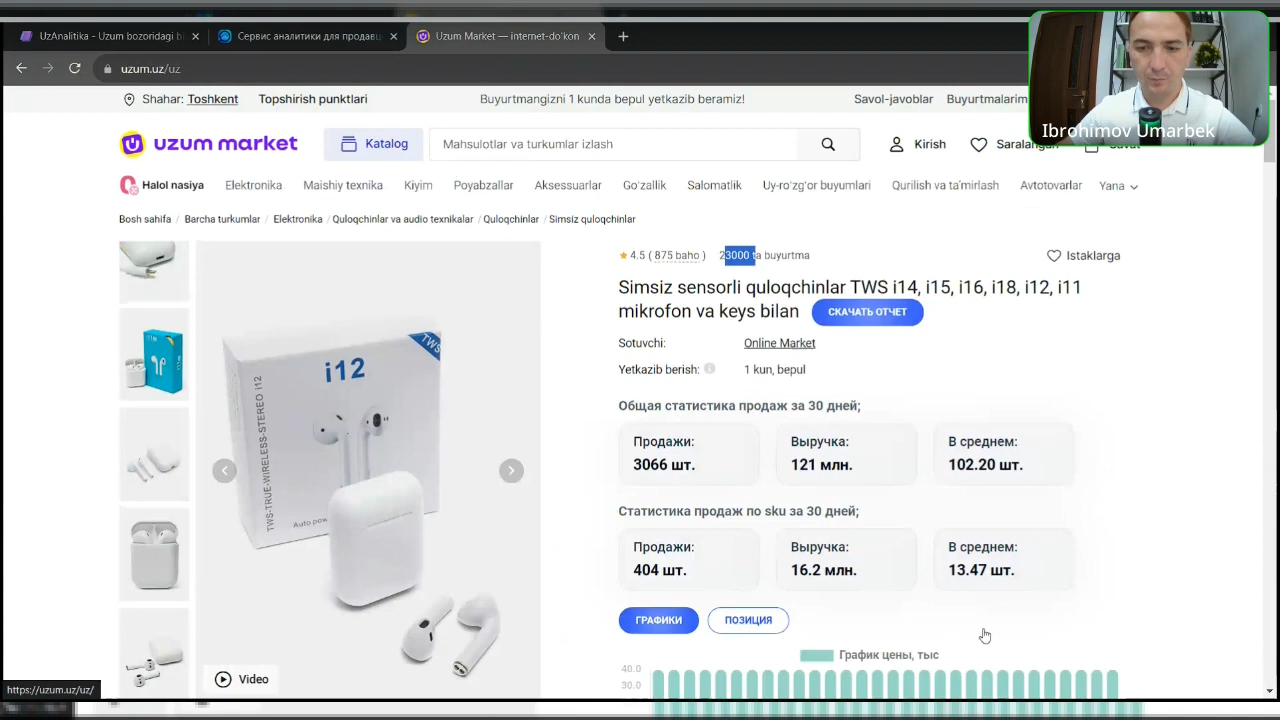 UzAnalitika - Uzum bozoridagi b
Сервис аналитики для продавц
Uzum Market — internet-do'kon
uzum.uz/uz
Shahar: Toshkent
Topshirish punktlari
Buyurtmangizni 1 kunda bepul yetkazib beramiz!
Savol-javoblar
Buyurtmalarim
Ibrohimov Umarbek
uzum market
Katalog
Mahsulotlar va turkumlar izlash
Kirish
Saralangan
Savat
Halol nasiya
Elektronika
Maishiy texnika
Kiyim
Poyabzallar
Aksessuarlar
Go'zallik
Salomatlik
Uy-ro'zg'or buyumlari
Qurilish va ta'mirlash
Avtotovarlar
Yana
Bosh sahifa / Barcha turkumlar / Elektronika / Quloqchinlar va audio texnikalar / Quloqchinlar / Simsiz quloqchinlar
4.5 ( 875 baho ) 23000 ta buyurtma
Istaklarga
Simsiz sensorli quloqchinlar TWS i14, i15, i16, i18, i12, i11
mikrofon va keys bilan
СКАЧАТЬ ОТЧЕТ
Sotuvchi: Online Market
Yetkazib berish: 1 kun, bepul
TWS
i12
TWS-TRUE-WIRELESS-STEREO i12
Общая статистика продаж за 30 дней;
Продажи: Выручка: В среднем:
3066 шт. 121 млн. 102.20 шт.
Статистика продаж по sku за 30 дней;
Продажи: Выручка: В среднем:
404 шт. 16.2 млн. 13.47 шт.
ГРАФИКИ
ПОЗИЦИЯ
График цены, тыс
40.0
30.0
Video
https://uzum.uz/uz/